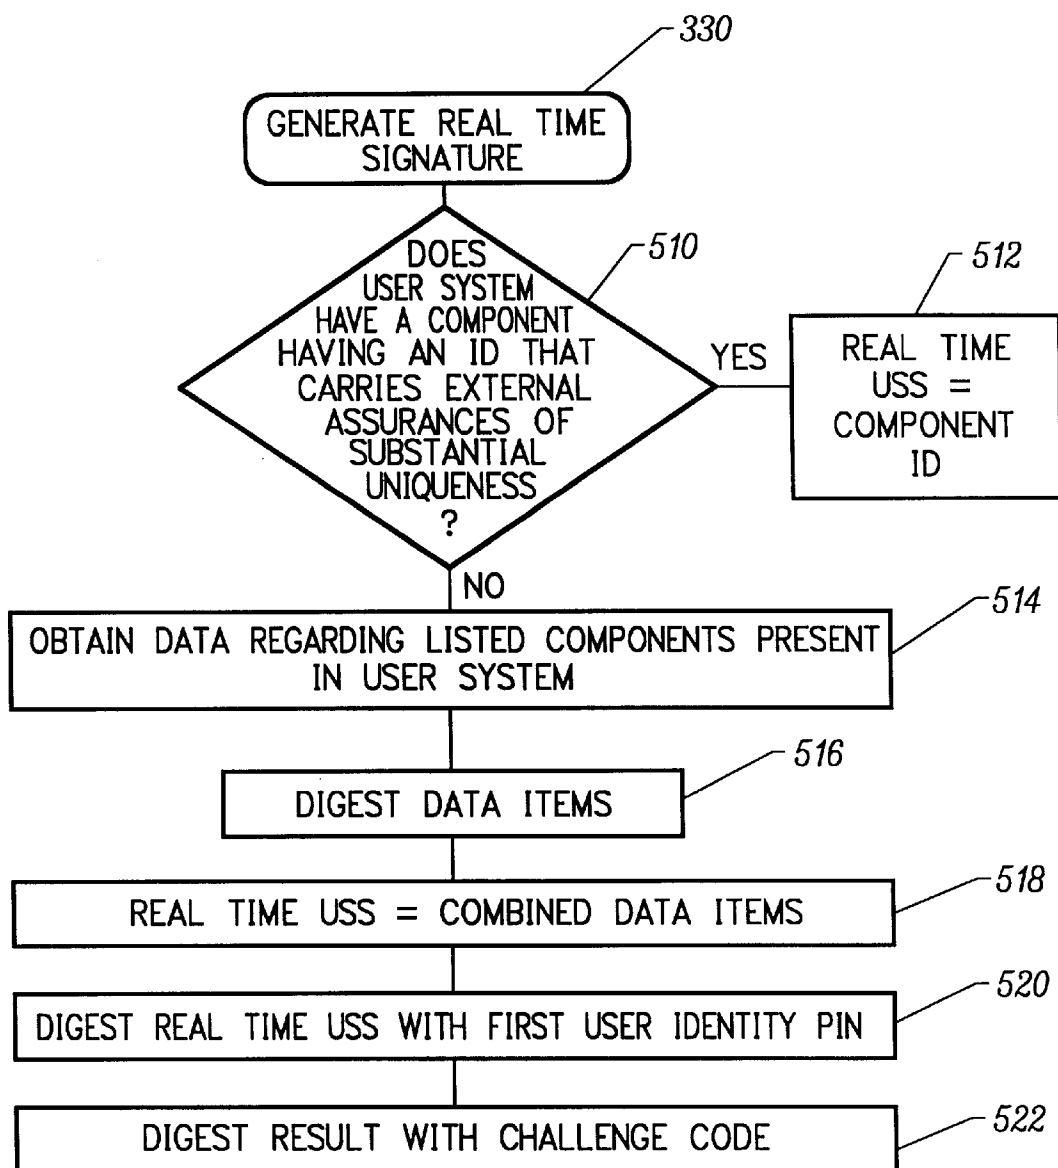 330
GENERATE REAL TIME
SIGNATURE
DOES
USER SYSTEM
HAVE A COMPONENT
HAVING AN ID THAT
CARRIES EXTERNAL
ASSURANCES OF
SUBSTANTIAL
UNIQUENESS
?
510
YES
512
REAL TIME
USS =
COMPONENT
ID
NO
514
OBTAIN DATA REGARDING LISTED COMPONENTS PRESENT
IN USER SYSTEM
516
DIGEST DATA ITEMS
518
REAL TIME USS = COMBINED DATA ITEMS
520
DIGEST REAL TIME USS WITH FIRST USER IDENTITY PIN
522
DIGEST RESULT WITH CHALLENGE CODE